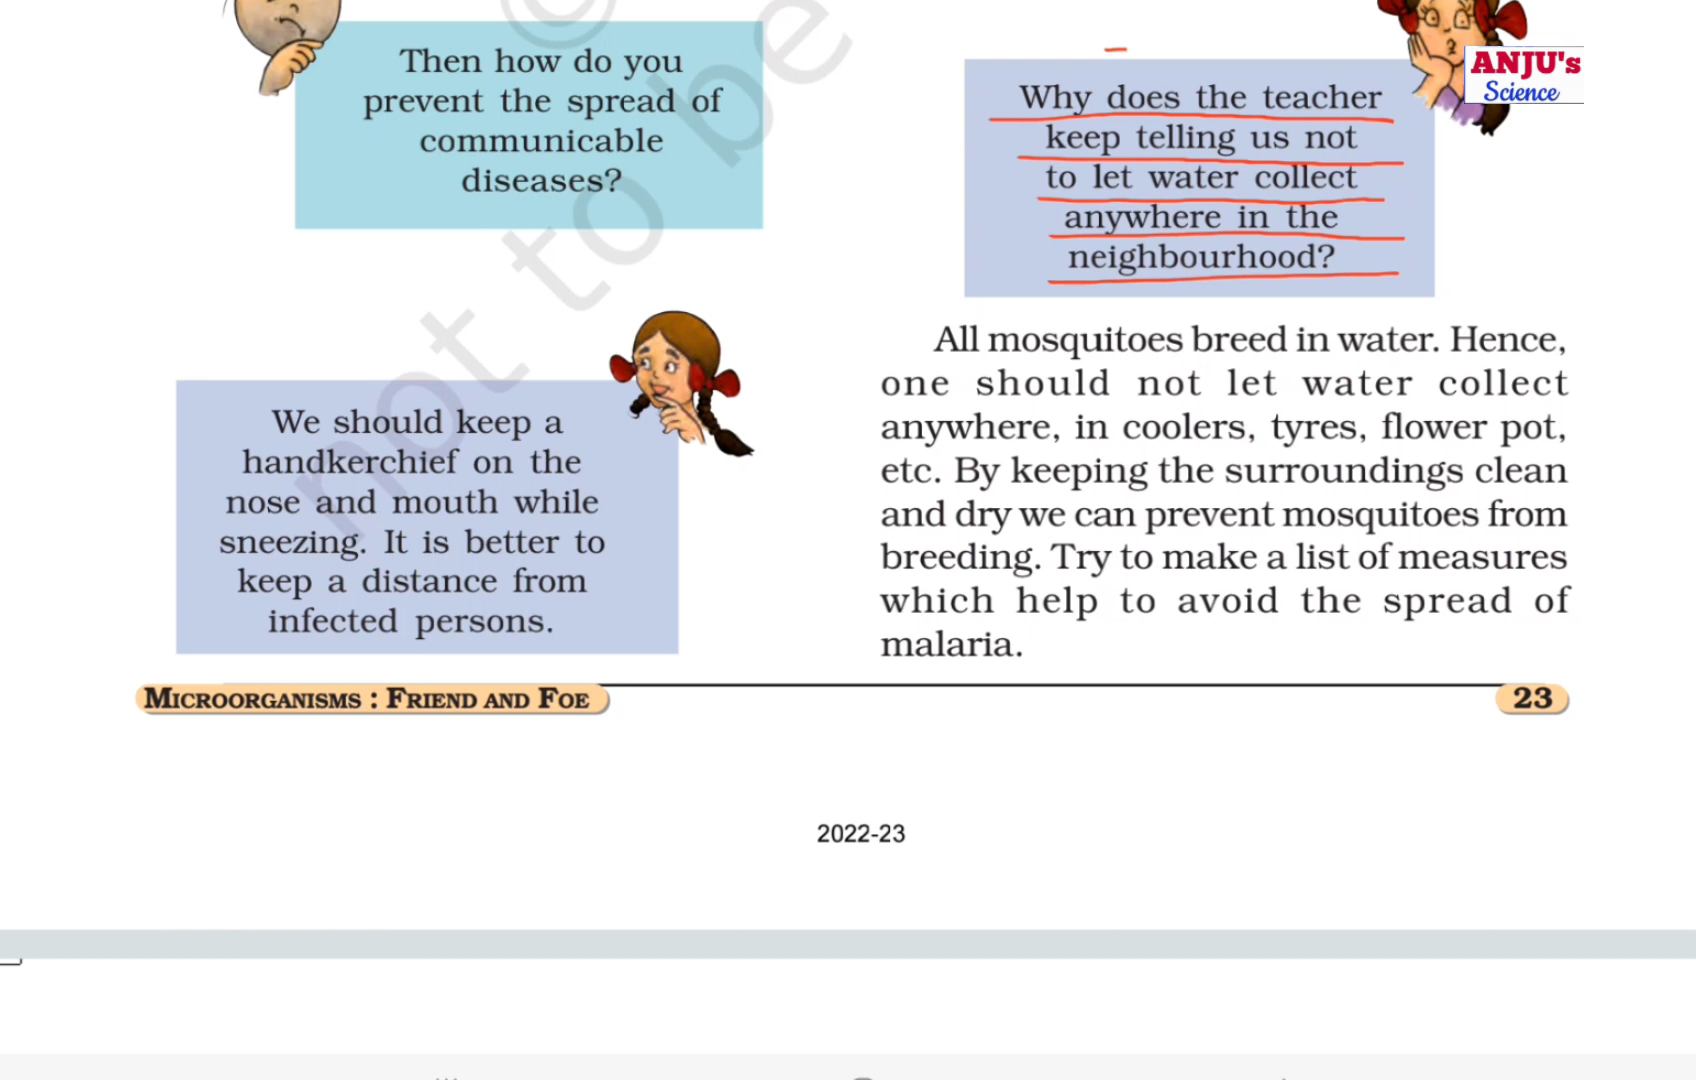 Then how do you
prevent the spread of
communicable
diseases?
We should keep a
handkerchief on the
nose and mouth while
sneezing. It is better to
keep a distance from
infected persons.
ANJU's
Science
Why does the teacher
keep telling us not
to let water collect
anywhere in the
neighbourhood?
All mosquitoes breed in water. Hence,
one should not let water collect
anywhere, in coolers, tyres, flower pot,
etc. By keeping the surroundings clean
and dry we can prevent mosquitoes from
breeding. Try to make a list of measures
which help to avoid the spread of
malaria.
MICROORGANISMS : FRIEND AND FOE
23
2022-23
not to be